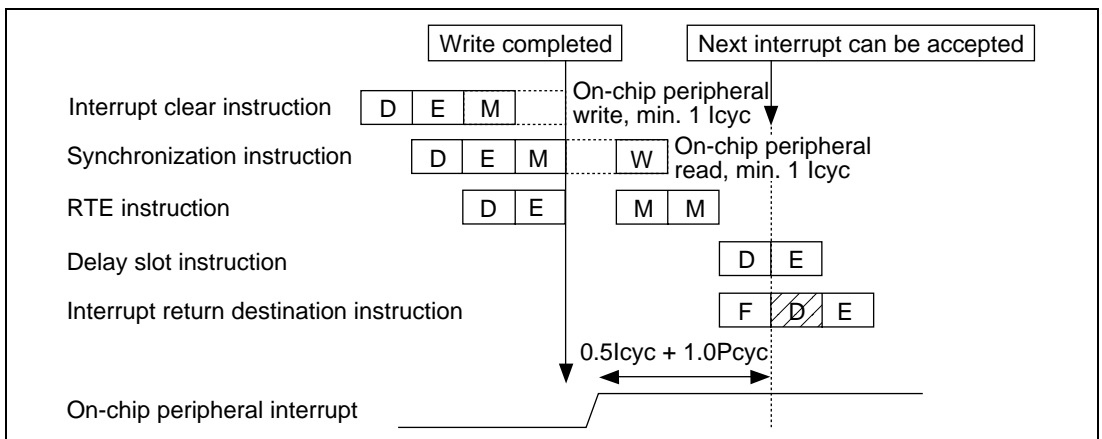 Write completed
Next interrupt can be accepted
Interrupt clear instruction
D E M
On-chip peripheral
write, min. 1 Icyc
Synchronization instruction
D E M W
On-chip peripheral
read, min. 1 Icyc
RTE instruction
D E M M
Delay slot instruction
D E
Interrupt return destination instruction
F D E
0.5Icyc + 1.0Pcyc
On-chip peripheral interrupt